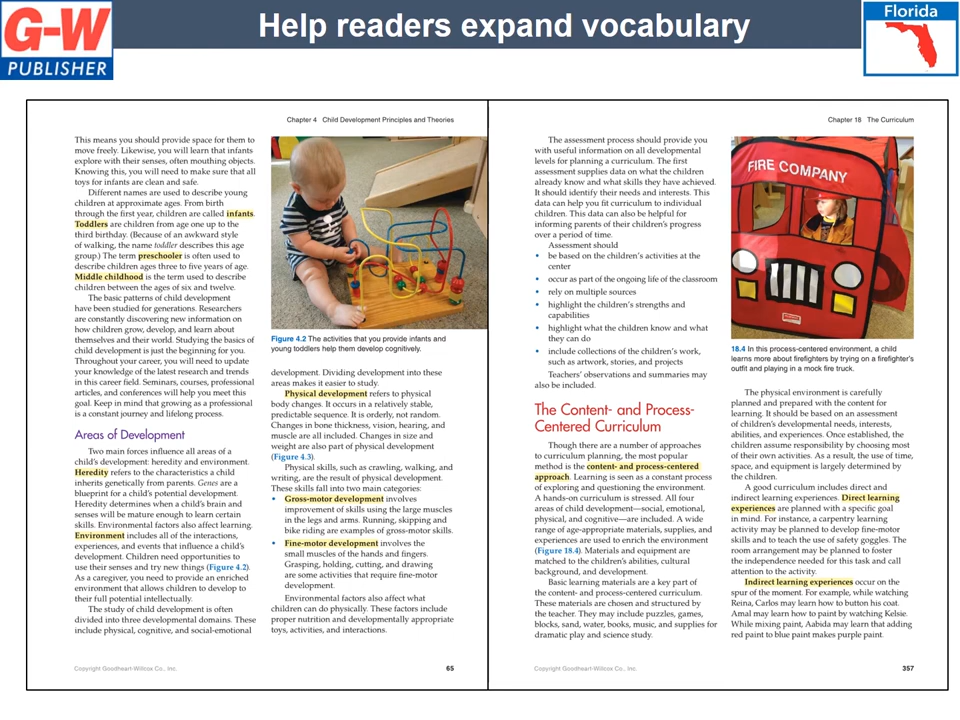 Help readers expand vocabulary
G-W
PUBLISHER
Florida
Chapter 4 Child Development Principles and Theories
This means you should provide space for them to
move freely. Likewise, you will learn that infants
explore with their senses, often mouthing objects.
Knowing this, you will need to make sure that all
toys for infants are clean and safe.
Different names are used to describe young
children at approximate ages. From birth
through the first year, children are called infants.
Toddlers are children from age one up to the
third birthday. (Because of an awkward style
of walking, the name toddler describes this age
group.) The term preschooler is often used to
describe children ages three to five years of age.
Middle childhood is the term used to describe
children between the ages of six and twelve.
The basic patterns of child development
have been studied for generations. Researchers
are constantly discovering new information on
how children grow, develop, and learn about
themselves and their world. Studying the basics of
child development is just the beginning for you.
Throughout your career, you will need to update
your knowledge of the latest research and trends
in this career field. Seminars, courses, professional
articles, and conferences will help you meet this
goal. Keep in mind that growing as a professional
is a constant journey and lifelong process.
Areas of Development
Two main forces influence all areas of a
child's development: heredity and environment.
Heredity refers to the characteristics a child
inherits genetically from parents. Genes are a
blueprint for a child's potential development.
Heredity determines when a child's brain and
senses will be mature enough to learn certain
skills. Environmental factors also affect learning.
Environment includes all of the interactions,
experiences, and events that influence a child's
development. Children need opportunities to
use their senses and try new things (Figure 4.2).
As a caregiver, you need to provide an enriched
environment that allows children to develop to
their full potential intellectually.
The study of child development is often
divided into three developmental domains. These
include physical, cognitive, and social-emotional
Figure 4.2 The activities that you provide infants and
young toddlers help them develop cognitively.
development. Dividing development into these
areas makes it easier to study.
Physical development refers to physical
body changes. It occurs in a relatively stable,
predictable sequence. It is orderly, not random.
Changes in bone thickness, vision, hearing, and
muscle are all included. Changes in size and
weight are also part of physical development
(Figure 4.3).
Physical skills, such as crawling, walking, and
writing, are the result of physical development.
These skills fall into two main categories:
• Gross-motor development involves
improvement of skills using the large muscles
in the legs and arms. Running, skipping and
bike riding are examples of gross-motor skills.
• Fine-motor development involves the
small muscles of the hands and fingers.
Grasping, holding, cutting, and drawing
are some activities that require fine-motor
development.
Environmental factors also affect what
children can do physically. These factors include
proper nutrition and developmentally appropriate
toys, activities, and interactions.
Copyright Goodheart-Willcox Co., Inc.
65
Chapter 18 The Curriculum
The assessment process should provide you
with useful information on all developmental
levels for planning a curriculum. The first
assessment supplies data on what the children
already know and what skills they have achieved.
It should identify their needs and interests. This
data can help you fit curriculum to individual
children. This data can also be helpful for
informing parents of their children's progress
over a period of time.
Assessment should
• be based on the children's activities at the
center
• occur as part of the ongoing life of the classroom
• rely on multiple sources
• highlight the children's strengths and
capabilities
• highlight what the children know and what
they can do
• include collections of the children's work,
such as artwork, stories, and projects
Teachers' observations and summaries may
also be included.
The Content- and Process-
Centered Curriculum
Though there are a number of approaches
to curriculum planning, the most popular
method is the content- and process-centered
approach. Learning is seen as a constant process
of exploring and questioning the environment.
A hands-on curriculum is stressed. All four
areas of child development—social, emotional,
physical, and cognitive—are included. A wide
range of age-appropriate materials, supplies, and
experiences are used to enrich the environment
(Figure 18.4). Materials and equipment are
matched to the children's abilities, cultural
background, and development.
Basic learning materials are a key part of
the content- and process-centered curriculum.
These materials are chosen and structured by
the teacher. They may include puzzles, games,
blocks, sand, water, books, music, and supplies for
dramatic play and science study.
FIRE COMPANY
18.4 In this process-centered environment, a child
learns more about firefighters by trying on a firefighter's
outfit and playing in a mock fire truck.
The physical environment is carefully
planned and prepared with the content for
learning. It should be based on an assessment
of children's developmental needs, interests,
abilities, and experiences. Once established, the
children assume responsibility by choosing most
of their own activities. As a result, the use of time,
space, and equipment is largely determined by
the children.
A good curriculum includes direct and
indirect learning experiences. Direct learning
experiences are planned with a specific goal
in mind. For instance, a carpentry learning
activity may be planned to develop fine-motor
skills and to teach the use of safety goggles. The
room arrangement may be planned to foster
the independence needed for this task and call
attention to the activity.
Indirect learning experiences occur on the
spur of the moment. For example, while watching
Reina, Carlos may learn how to button his coat.
Amal may learn how to paint by watching Kelsie.
While mixing paint, Aabida may learn that adding
red paint to blue paint makes purple paint.
Copyright Goodheart-Willcox Co., Inc.
357